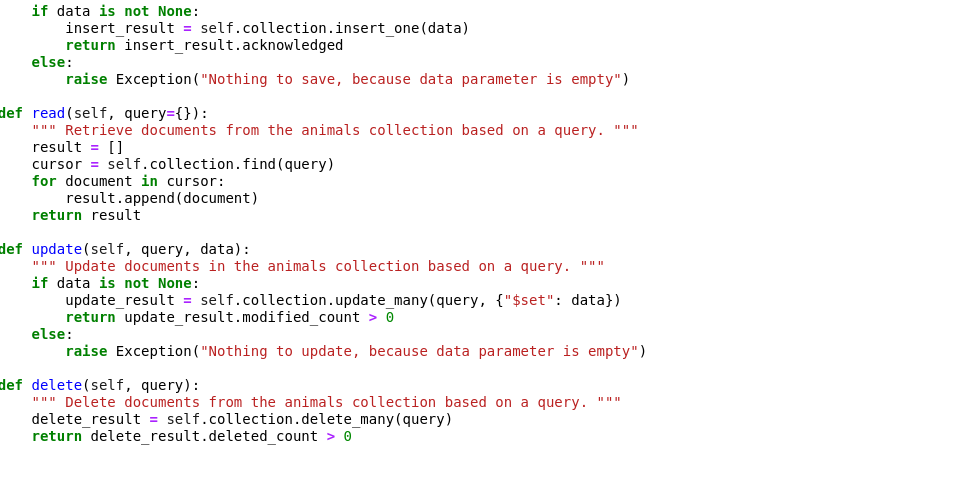 if data is not None:
        insert_result = self.collection.insert_one(data)
        return insert_result.acknowledged
    else:
        raise Exception("Nothing to save, because data parameter is empty")

def read(self, query={}):
    """ Retrieve documents from the animals collection based on a query. """
    result = []
    cursor = self.collection.find(query)
    for document in cursor:
        result.append(document)
    return result

def update(self, query, data):
    """ Update documents in the animals collection based on a query. """
    if data is not None:
        update_result = self.collection.update_many(query, {"$set": data})
        return update_result.modified_count > 0
    else:
        raise Exception("Nothing to update, because data parameter is empty")

def delete(self, query):
    """ Delete documents from the animals collection based on a query. """
    delete_result = self.collection.delete_many(query)
    return delete_result.deleted_count > 0